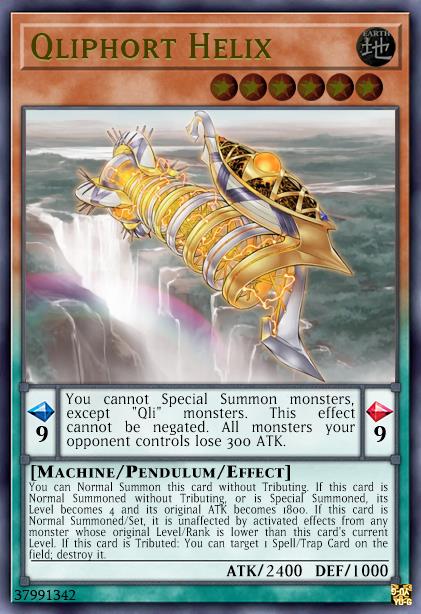 Qliphort Helix
EARTH
地
You cannot Special Summon monsters,
except "Qli" monsters. This effect
cannot be negated. All monsters
your opponent controls lose 300 ATK.
9
9
[Machine/Pendulum/Effect]
You can Normal Summon this card without Tributing. If this card is
Normal Summoned without Tributing, or is Special Summoned, its
Level becomes 4 and its original ATK becomes 1800. If this card is
Normal Summoned/Set, it is unaffected by activated effects from any
monster whose original Level/Rank is lower than this card's current
Level. If this card is Tributed: You can target 1 Spell/Trap Card on the
field; destroy it.
ATK/2400 DEF/1000
37991342